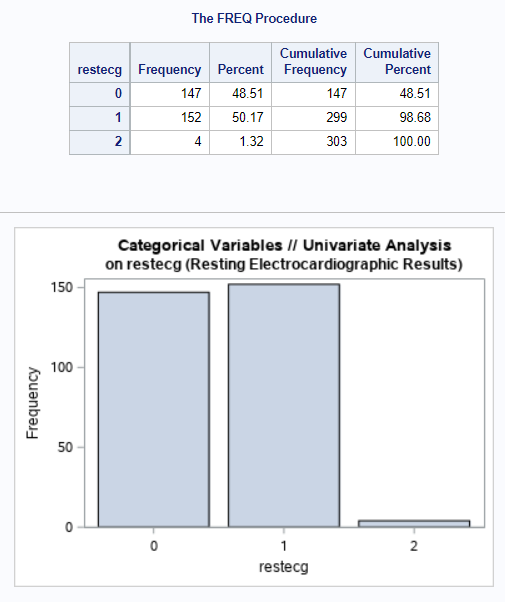 The FREQ Procedure
Cumulative Cumulative
restecg Frequency Percent Frequency Percent
0 147 48.51 147 48.51
1 152 50.17 299 98.68
2 4 1.32 303 100.00
Categorical Variables // Univariate Analysis
on restecg (Resting Electrocardiographic Results)
150
100
50
0
Frequency
0 1 2
restecg